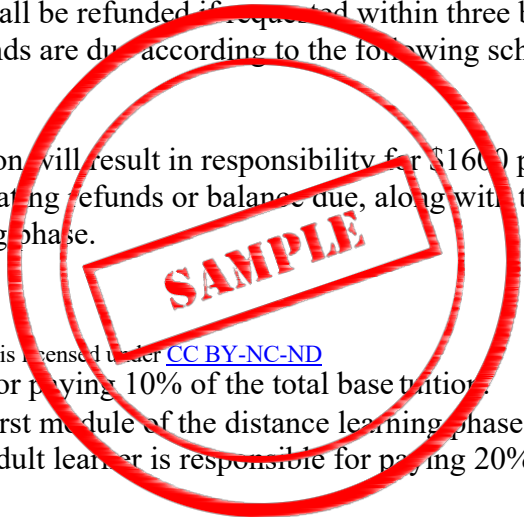 all be refunded if requested within three b
nds are due according to the following sch
on will result in responsibility for $1600 p
ating refunds or balance due, along with t
g phase.
SAMPLE
is licensed under CC BY-NC-ND
or paying 10% of the total base tuition.
rst module of the distance learning phase
dult learner is responsible for paying 20%